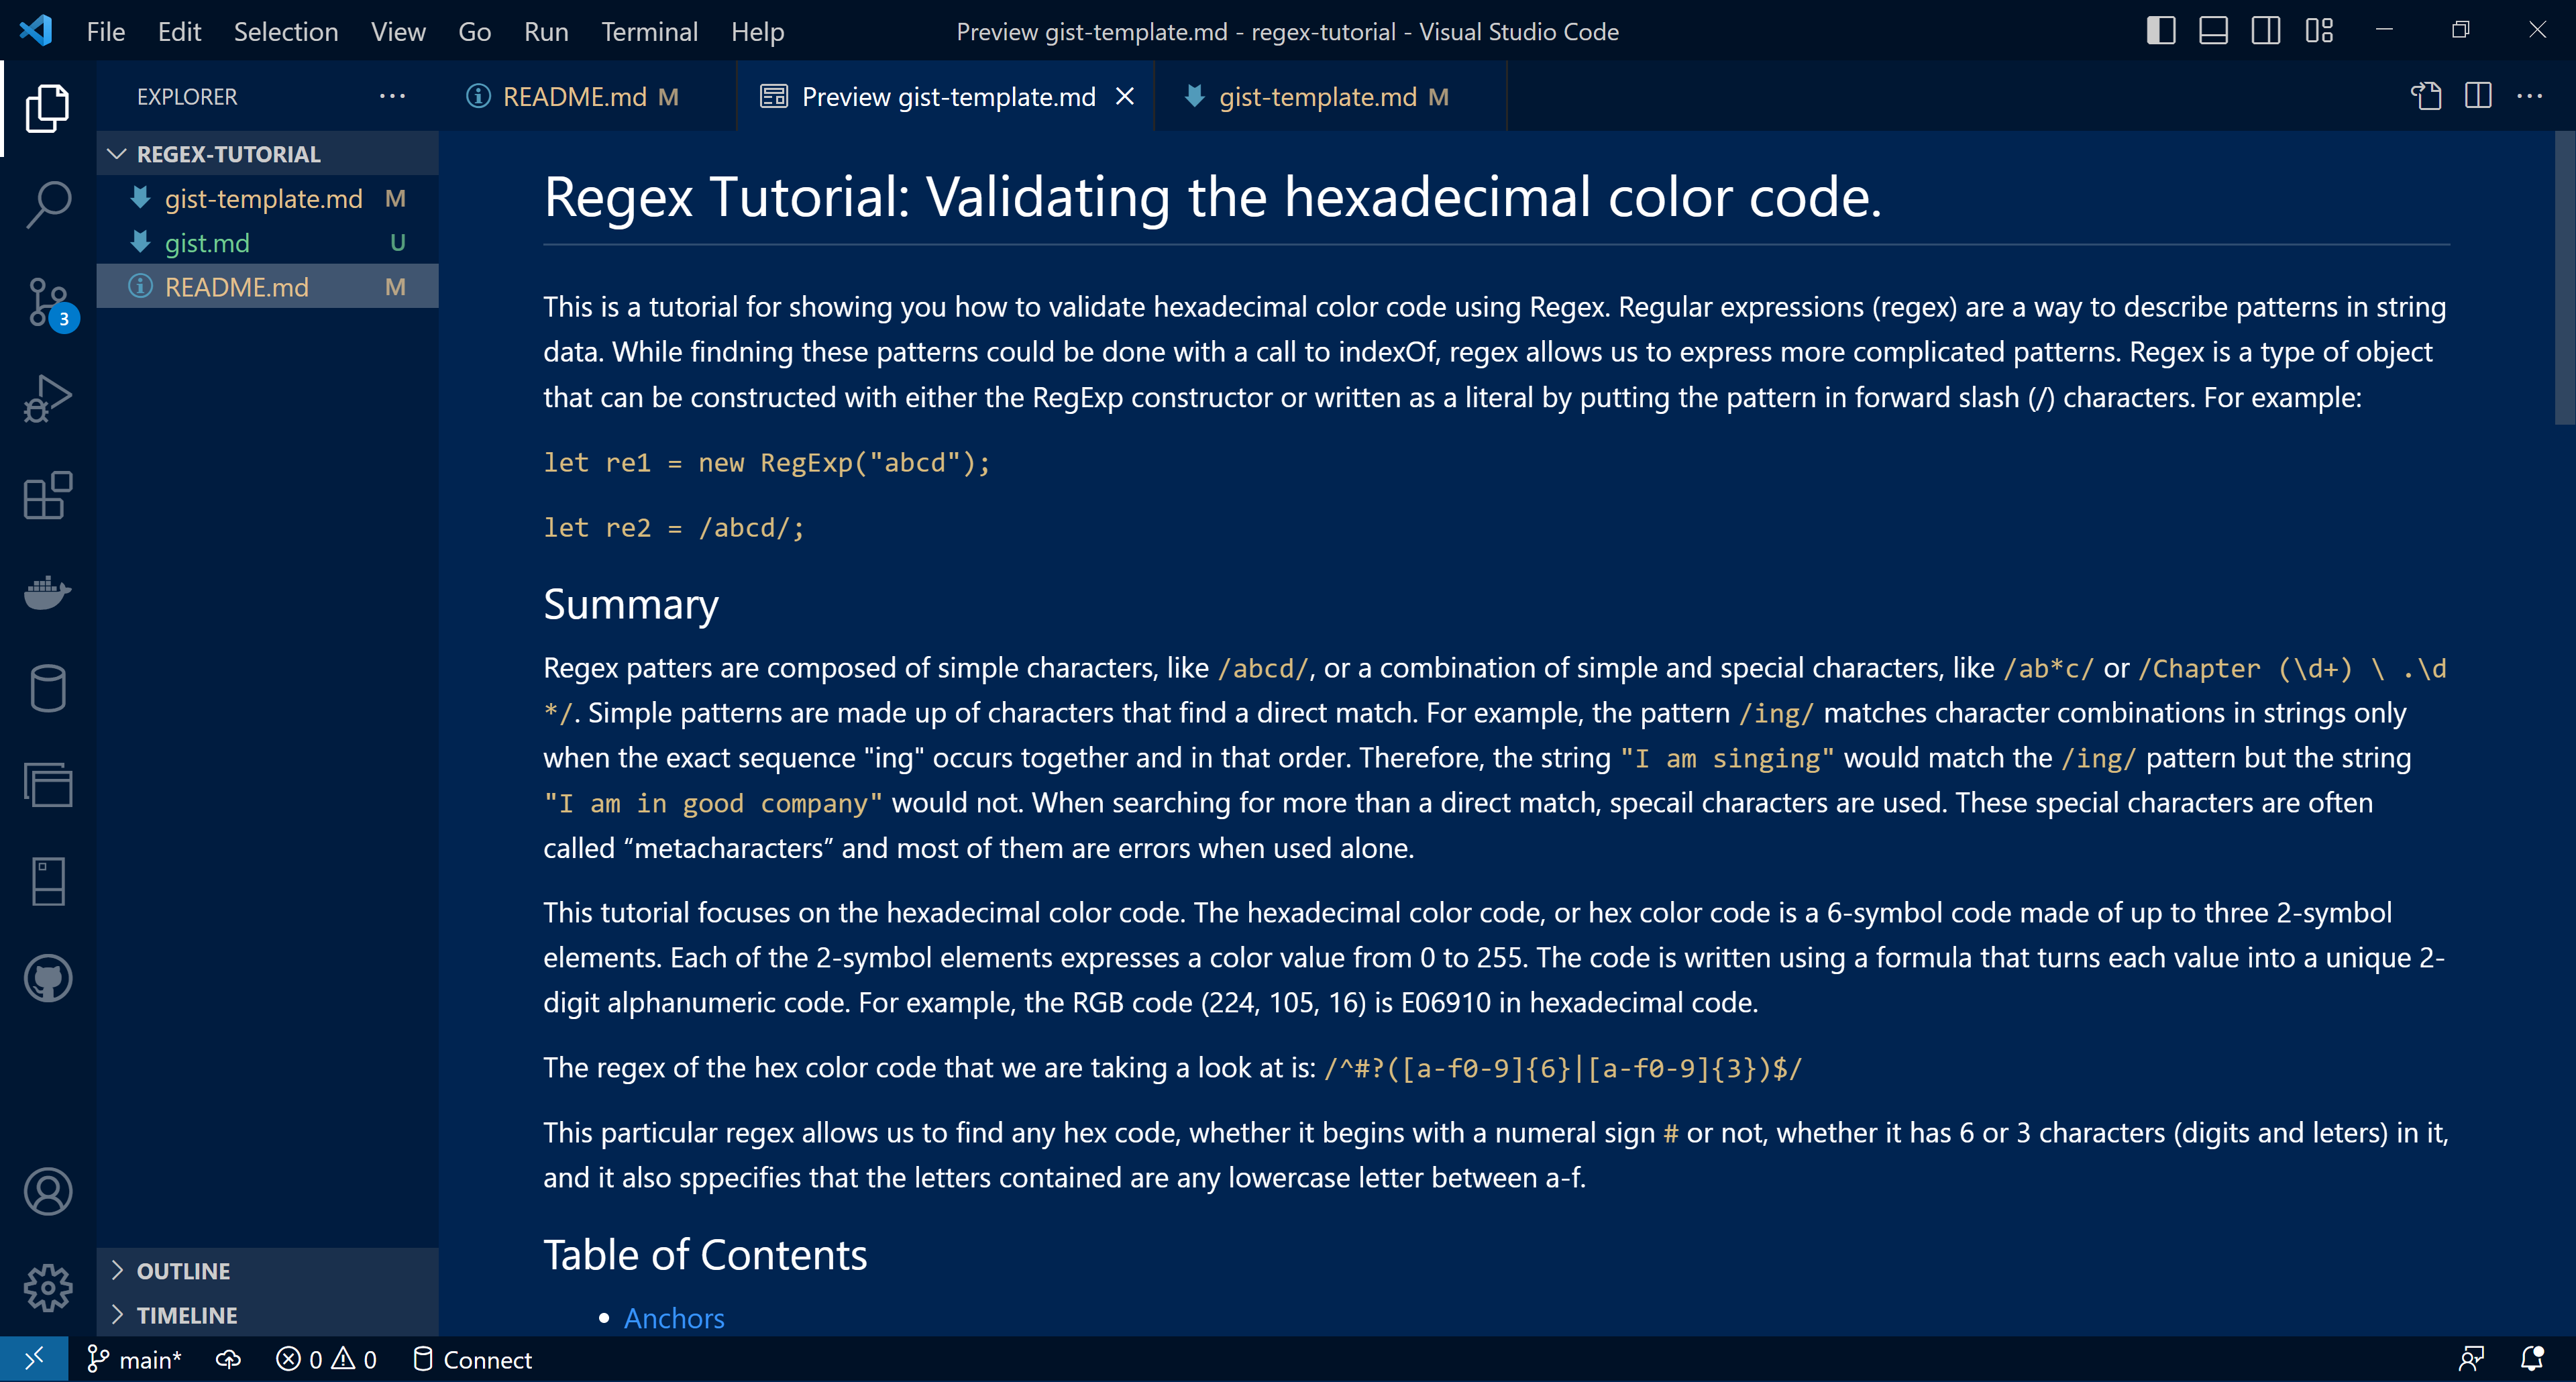 File Edit Selection View Go Run Terminal Help Preview gist-template.md - regex-tutorial - Visual Studio Code
EXPLORER
README.md M
Preview gist-template.md
gist-template.md M
REGEX-TUTORIAL
gist-template.md M
gist.md U
README.md M
3
OUTLINE
TIMELINE
Regex Tutorial: Validating the hexadecimal color code.
This is a tutorial for showing you how to validate hexadecimal color code using Regex. Regular expressions (regex) are a way to describe patterns in string
data. While findning these patterns could be done with a call to indexOf, regex allows us to express more complicated patterns. Regex is a type of object
that can be constructed with either the RegExp constructor or written as a literal by putting the pattern in forward slash (/) characters. For example:
let re1 = new RegExp("abcd");
let re2 = /abcd/;
Summary
Regex patters are composed of simple characters, like /abcd/, or a combination of simple and special characters, like /ab*c/ or /Chapter (\d+) \ .\d
*/. Simple patterns are made up of characters that find a direct match. For example, the pattern /ing/ matches character combinations in strings only
when the exact sequence "ing" occurs together and in that order. Therefore, the string "I am singing" would match the /ing/ pattern but the string
"I am in good company" would not. When searching for more than a direct match, specail characters are used. These special characters are often
called “metacharacters” and most of them are errors when used alone.
This tutorial focuses on the hexadecimal color code. The hexadecimal color code, or hex color code is a 6-symbol code made of up to three 2-symbol
elements. Each of the 2-symbol elements expresses a color value from 0 to 255. The code is written using a formula that turns each value into a unique 2-
digit alphanumeric code. For example, the RGB code (224, 105, 16) is E06910 in hexadecimal code.
The regex of the hex color code that we are taking a look at is: /^#?([a-f0-9]{6}|[a-f0-9]{3})$/
This particular regex allows us to find any hex code, whether it begins with a numeral sign # or not, whether it has 6 or 3 characters (digits and leters) in it,
and it also sppecifies that the letters contained are any lowercase letter between a-f.
Table of Contents
• Anchors
main* 0 0 Connect